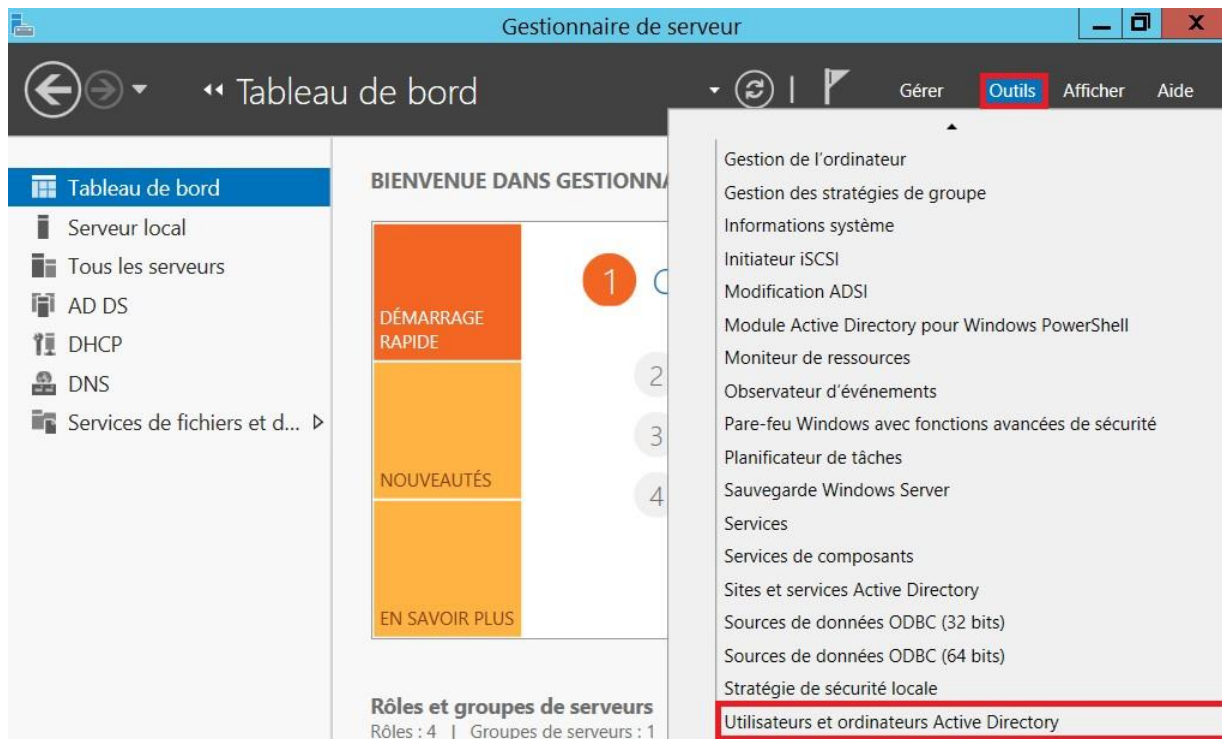 Gestionnaire de serveur
Tableau de bord
Gérer Outils Afficher Aide
Tableau de bord
Serveur local
Tous les serveurs
AD DS
DHCP
DNS
Services de fichiers et d...
BIENVENUE DANS GESTIONNA
DÉMARRAGE
RAPIDE
NOUVEAUTÉS
EN SAVOIR PLUS
1
2
3
4
Rôles et groupes de serveurs
Rôles : 4 | Groupes de serveurs : 1
Gestion de l'ordinateur
Gestion des stratégies de groupe
Informations système
Initiateur iSCSI
Modification ADSI
Module Active Directory pour Windows PowerShell
Moniteur de ressources
Observateur d'événements
Pare-feu Windows avec fonctions avancées de sécurité
Planificateur de tâches
Sauvegarde Windows Server
Services
Services de composants
Sites et services Active Directory
Sources de données ODBC (32 bits)
Sources de données ODBC (64 bits)
Stratégie de sécurité locale
Utilisateurs et ordinateurs Active Directory